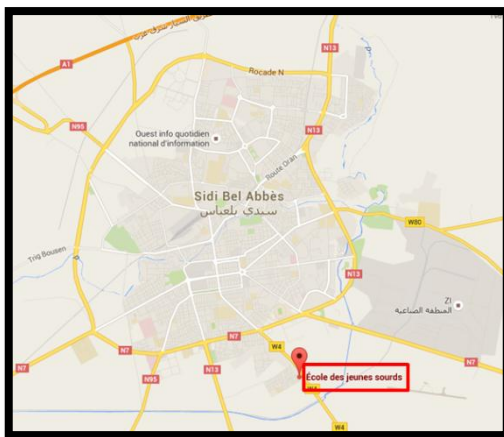 A1
N13
Rocade N
N95
Ouest info quotidien
national d'information
N13
Route Oran
Sidi Bel Abbès
سيدي بلعباس
W80
Trig Bousen
N13
ZI
المنطقة الصناعية
N7
W4
N7
N7
N95
N13
École des jeunes sourds
W4
N7